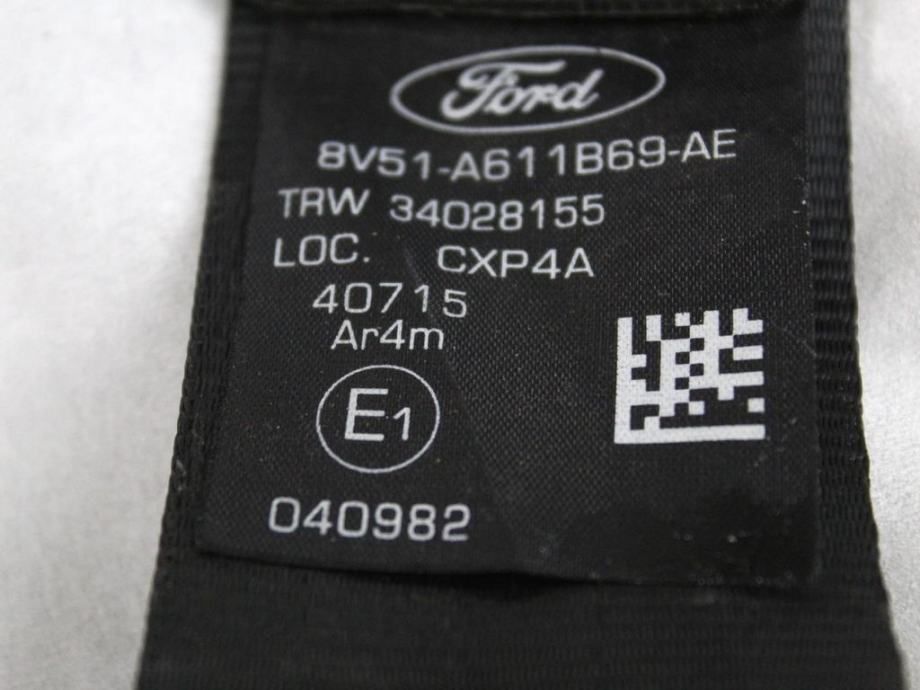 Ford
8V51-A611B69-AE
TRW 34028155
LOC. CXP4A
40715
Ar4m
E1
040982